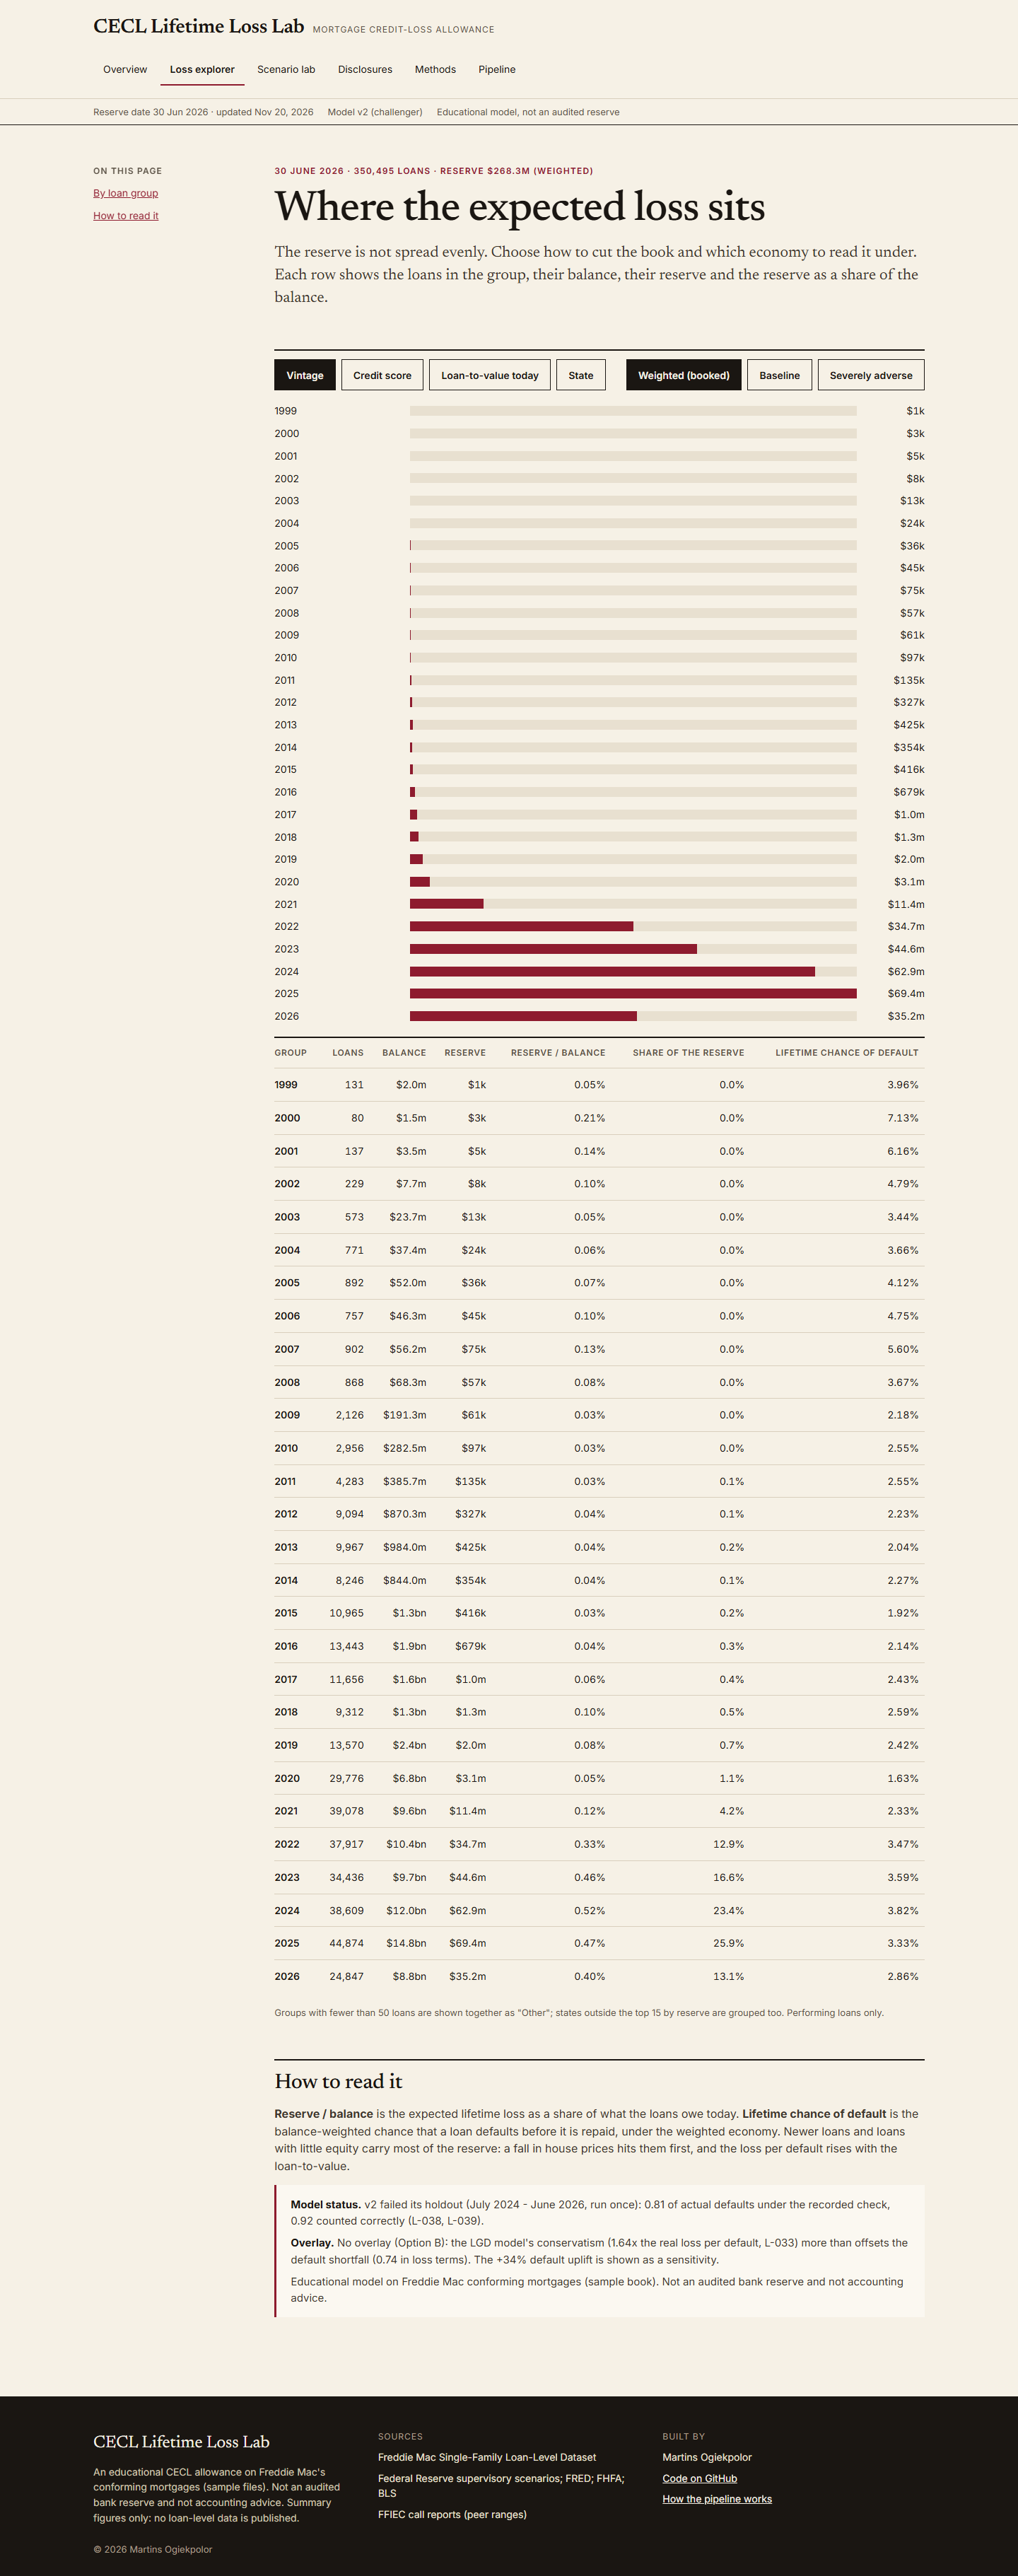 CECL Lifetime Loss Lab MORTGAGE CREDIT-LOSS ALLOWANCE
Overview Loss explorer Scenario lab Disclosures Methods Pipeline
Reserve date 30 Jun 2026 · updated Nov 20, 2026 Model v2 (challenger) Educational model, not an audited reserve
ON THIS PAGE
By loan group
How to read it
30 JUNE 2026 · 350,495 LOANS · RESERVE $268.3M (WEIGHTED)
Where the expected loss sits
The reserve is not spread evenly. Choose how to cut the book and which economy to read it under.
Each row shows the loans in the group, their balance, their reserve and the reserve as a share of the
balance.
Vintage Credit score Loan-to-value today State Weighted (booked) Baseline Severely adverse
1999 $1k
2000 $3k
2001 $5k
2002 $8k
2003 $13k
2004 $24k
2005 $36k
2006 $45k
2007 $75k
2008 $57k
2009 $61k
2010 $97k
2011 $135k
2012 $327k
2013 $425k
2014 $354k
2015 $416k
2016 $679k
2017 $1.0m
2018 $1.3m
2019 $2.0m
2020 $3.1m
2021 $11.4m
2022 $34.7m
2023 $44.6m
2024 $62.9m
2025 $69.4m
2026 $35.2m
GROUP LOANS BALANCE RESERVE RESERVE / BALANCE SHARE OF THE RESERVE LIFETIME CHANCE OF DEFAULT
1999 131 $2.0m $1k 0.05% 0.0% 3.96%
2000 80 $1.5m $3k 0.21% 0.0% 7.13%
2001 137 $3.5m $5k 0.14% 0.0% 6.16%
2002 229 $7.7m $8k 0.10% 0.0% 4.79%
2003 573 $23.7m $13k 0.05% 0.0% 3.44%
2004 771 $37.4m $24k 0.06% 0.0% 3.66%
2005 892 $52.0m $36k 0.07% 0.0% 4.12%
2006 757 $46.3m $45k 0.10% 0.0% 4.75%
2007 902 $56.2m $75k 0.13% 0.0% 5.60%
2008 868 $68.3m $57k 0.08% 0.0% 3.67%
2009 2,126 $191.3m $61k 0.03% 0.0% 2.18%
2010 2,956 $282.5m $97k 0.03% 0.0% 2.55%
2011 4,283 $385.7m $135k 0.03% 0.1% 2.55%
2012 9,094 $870.3m $327k 0.04% 0.1% 2.23%
2013 9,967 $984.0m $425k 0.04% 0.2% 2.04%
2014 8,246 $844.0m $354k 0.04% 0.1% 2.27%
2015 10,965 $1.3bn $416k 0.03% 0.2% 1.92%
2016 13,443 $1.9bn $679k 0.04% 0.3% 2.14%
2017 11,656 $1.6bn $1.0m 0.06% 0.4% 2.43%
2018 9,312 $1.3bn $1.3m 0.10% 0.5% 2.59%
2019 13,570 $2.4bn $2.0m 0.08% 0.7% 2.42%
2020 29,776 $6.8bn $3.1m 0.05% 1.1% 1.63%
2021 39,078 $9.6bn $11.4m 0.12% 4.2% 2.33%
2022 37,917 $10.4bn $34.7m 0.33% 12.9% 3.47%
2023 34,436 $9.7bn $44.6m 0.46% 16.6% 3.59%
2024 38,609 $12.0bn $62.9m 0.52% 23.4% 3.82%
2025 44,874 $14.8bn $69.4m 0.47% 25.9% 3.33%
2026 24,847 $8.8bn $35.2m 0.40% 13.1% 2.86%
Groups with fewer than 50 loans are shown together as "Other"; states outside the top 15 by reserve are grouped too. Performing loans only.
How to read it
Reserve / balance is the expected lifetime loss as a share of what the loans owe today. Lifetime chance of default is the
balance-weighted chance that a loan defaults before it is repaid, under the weighted economy. Newer loans and loans
with little equity carry most of the reserve: a fall in house prices hits them first, and the loss per default rises with the
loan-to-value.
Model status. v2 failed its holdout (July 2024 - June 2026, run once): 0.81 of actual defaults under the recorded check,
0.92 counted correctly (L-038, L-039).
Overlay. No overlay (Option B): the LGD model's conservatism (1.64x the real loss per default, L-033) more than offsets the
default shortfall (0.74 in loss terms). The +34% default uplift is shown as a sensitivity.
Educational model on Freddie Mac conforming mortgages (sample book). Not an audited bank reserve and not accounting
advice.
CECL Lifetime Loss Lab
An educational CECL allowance on Freddie Mac's
conforming mortgages (sample files). Not an audited
bank reserve and not accounting advice. Summary
figures only: no loan-level data is published.
© 2026 Martins Ogiekpolor
SOURCES
Freddie Mac Single-Family Loan-Level Dataset
Federal Reserve supervisory scenarios; FRED; FHFA;
BLS
FFIEC call reports (peer ranges)
BUILT BY
Martins Ogiekpolor
Code on GitHub
How the pipeline works